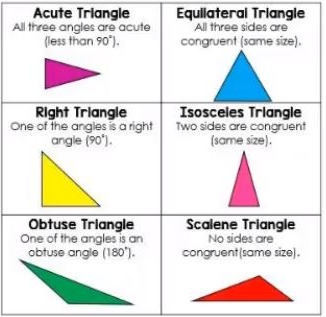 Acute Triangle
All three angles are acute
(less than 90°).
Equilateral Triangle
All three sides are
congruent (same size).
Right Triangle
One of the angles is a right
angle (90°).
Isosceles Triangle
Two sides are congruent
(same size).
Obtuse Triangle
One of the angles is an
obtuse angle (180°).
Scalene Triangle
No sides are
congruent(same size).